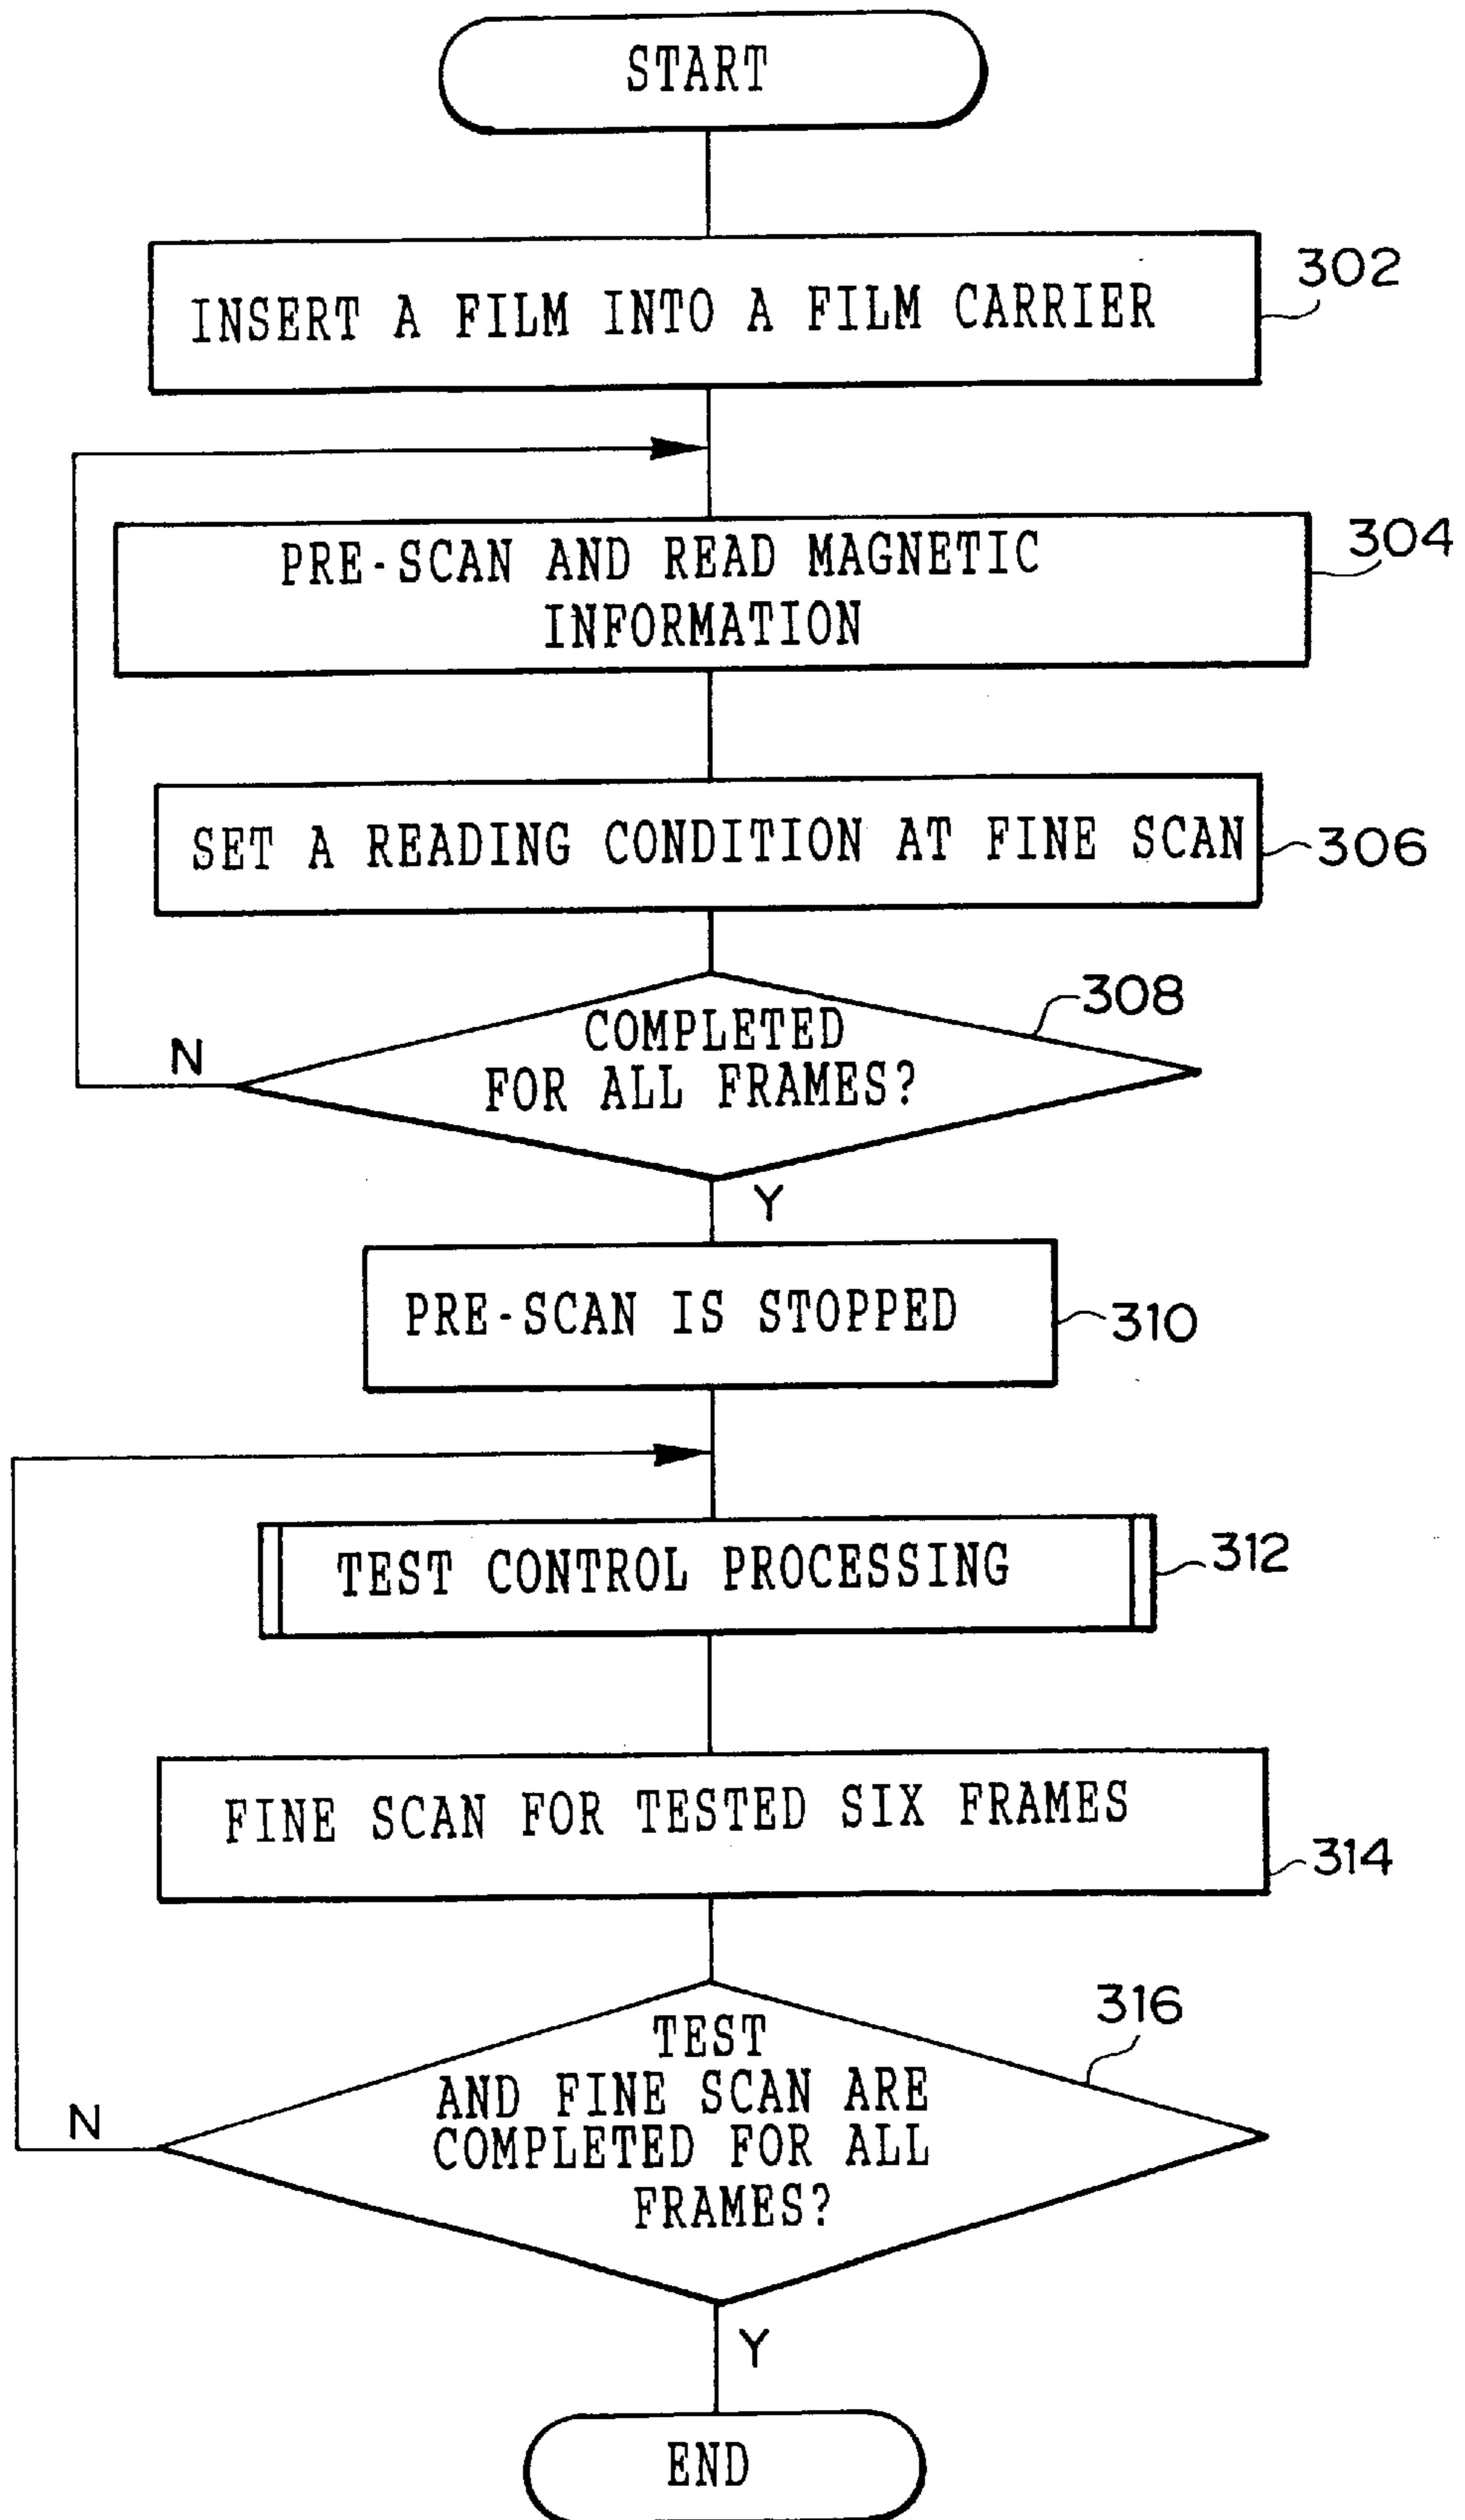 START
INSERT A FILM INTO A FILM CARRIER
302
PRE-SCAN AND READ MAGNETIC
INFORMATION
304
SET A READING CONDITION AT FINE SCAN
306
308
COMPLETED
FOR ALL FRAMES?
N
Y
PRE-SCAN IS STOPPED
310
TEST CONTROL PROCESSING
312
FINE SCAN FOR TESTED SIX FRAMES
314
316
TEST
AND FINE SCAN ARE
COMPLETED FOR ALL
FRAMES?
N
Y
END